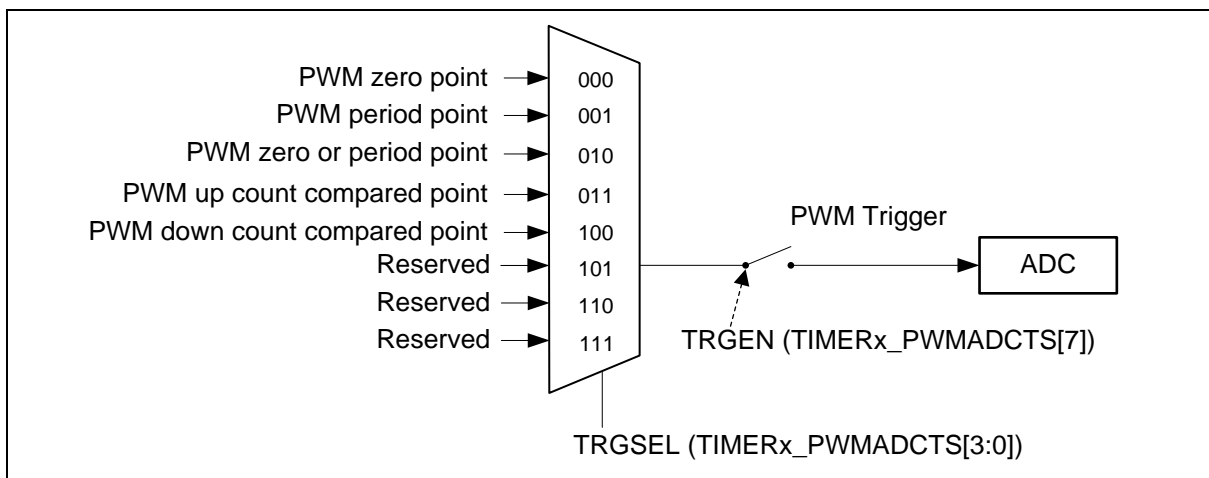 PWM zero point
000
PWM period point
001
PWM zero or period point
010
PWM up count compared point
011
PWM down count compared point
100
Reserved
101
Reserved
110
Reserved
111
PWM Trigger
ADC
TRGEN (TIMERx_PWMADCTS[7])
TRGSEL (TIMERx_PWMADCTS[3:0])